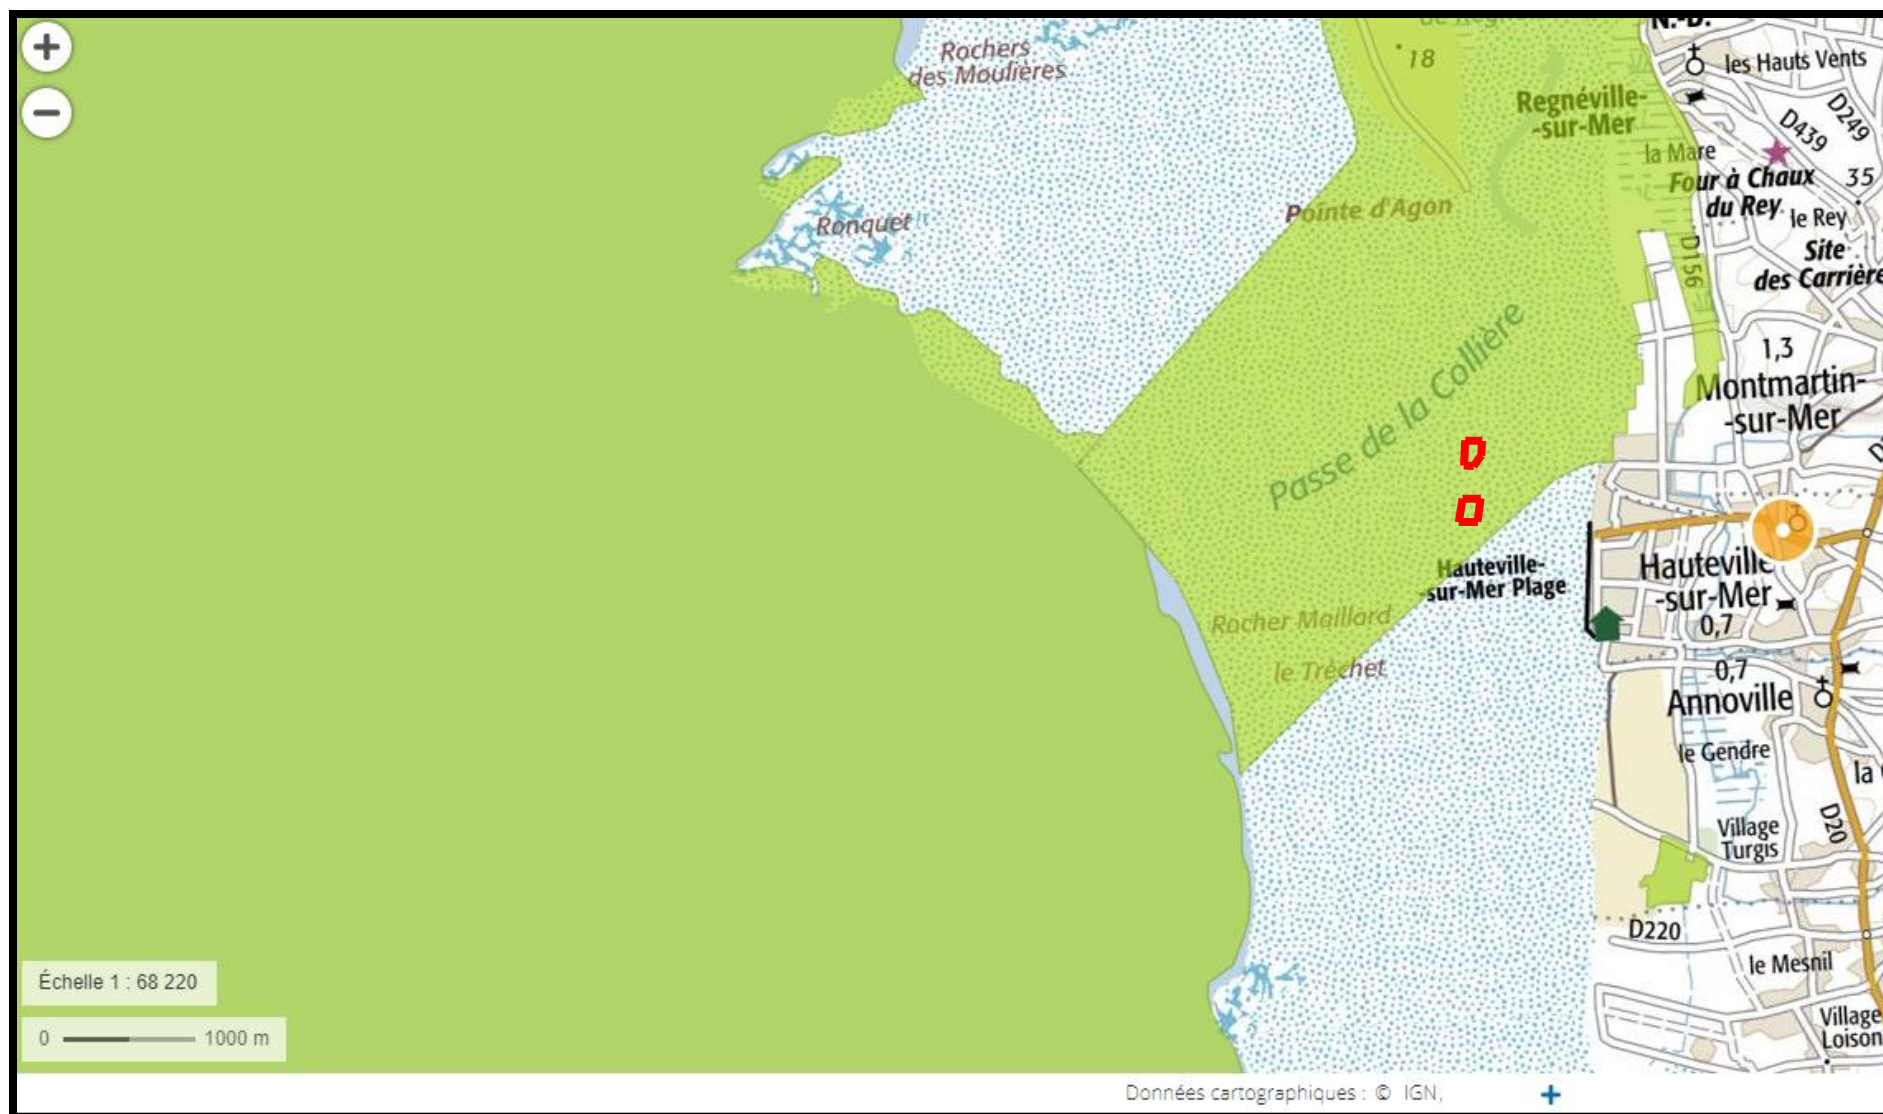 +
−
Rochers
des Moulières
Ronquet
18
N.-D.
les Hauts Vents
Regnéville-
-sur-Mer
D249
D439
la Mare
Four à Chaux
du Rey
35
le Rey
Pointe d'Agon
D156
Site
des Carrière
Passe de la Collière
1,3
Montmartin-
-sur-Mer
Hauteville-
-sur-Mer Plage
Hauteville
-sur-Mer
0,7
Rocher Maillard
le Tréchet
0,7
Annoville
le Gendre
la
Village
Turgis
D20
D220
le Mesnil
Village
Loison
Échelle 1 : 68 220
0 1000 m
Données cartographiques : © IGN,
+